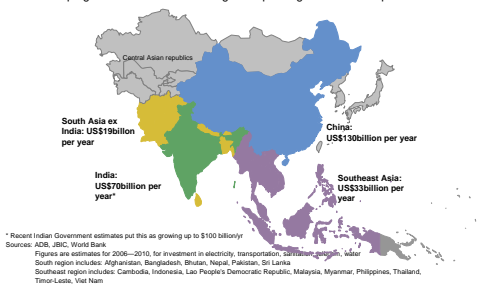 Central Asian republics
South Asia ex
India: US$19billon
per year
China:
US$130billion per year
India:
US$70billion per
year*
Southeast Asia:
US$33billion per
year
* Recent Indian Government estimates put this as growing up to $100 billion/yr
Sources: ADB, JBIC, World Bank
Figures are estimates for 2006—2010, for investment in electricity, transportation, sanitation, telecom, water
South region includes: Afghanistan, Bangladesh, Bhutan, Nepal, Pakistan, Sri Lanka
Southeast region includes: Cambodia, Indonesia, Lao People's Democratic Republic, Malaysia, Myanmar, Philippines, Thailand,
Timor-Leste, Viet Nam